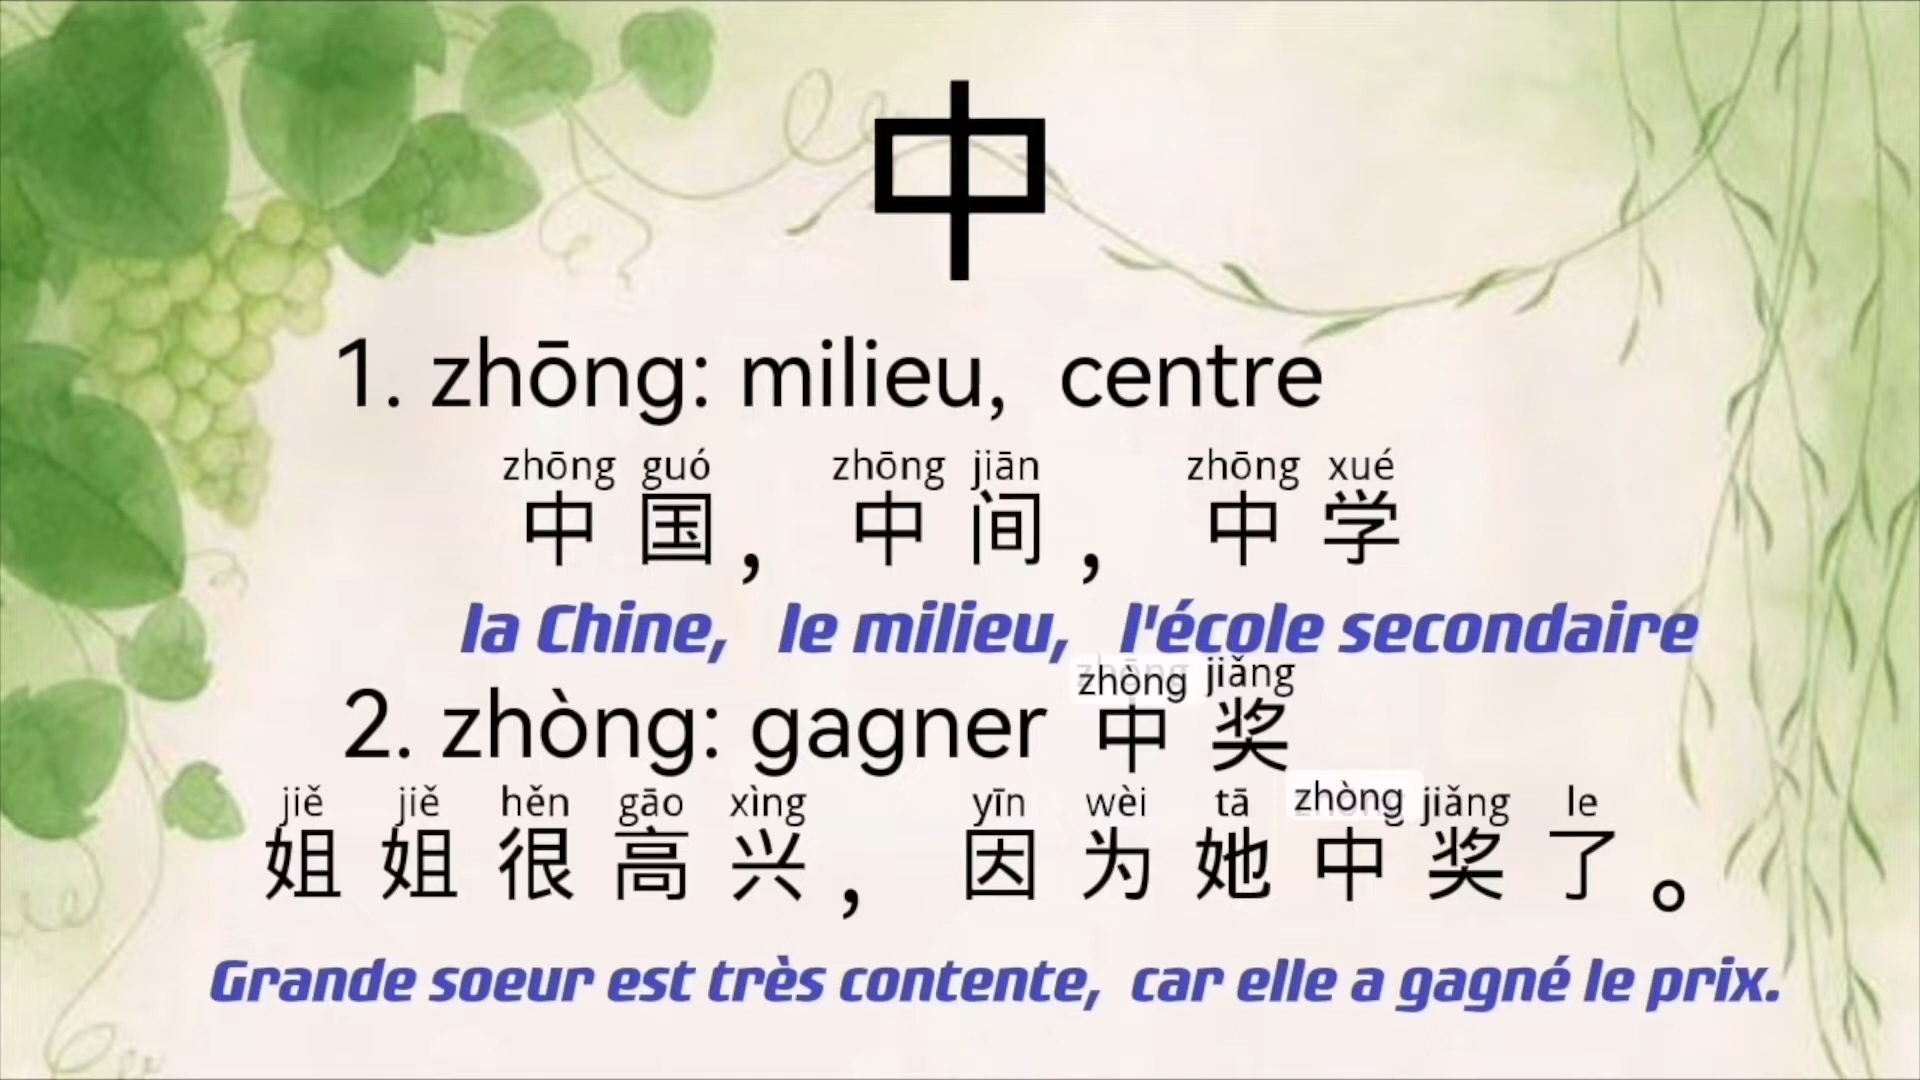 中
1. zhōng: milieu, centre
zhōng guó zhōng jiān zhōng xué
中国，中间，中学
la Chine, le milieu, l'école secondaire
zhòng jiǎng
2. zhòng: gagner 中奖
jiě jiě hěn gāo xìng yīn wèi tā zhòng jiǎng le
姐姐很高兴，因为她中奖了。
Grande soeur est très contente, car elle a gagné le prix.